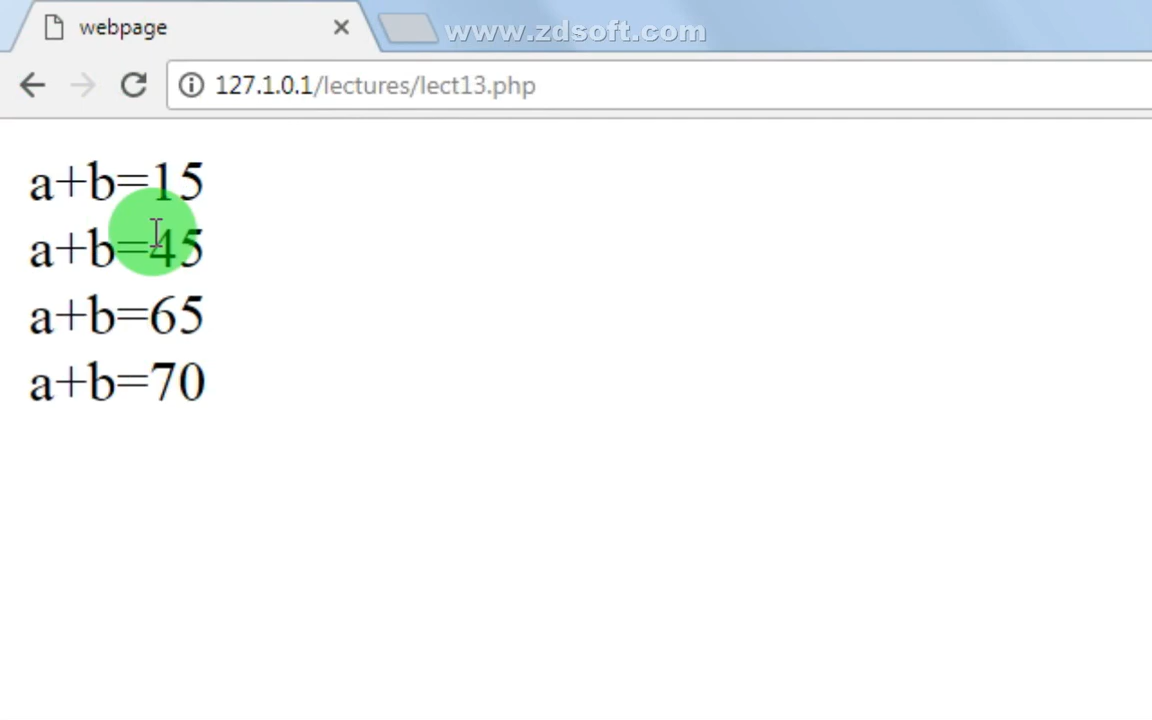 webpage
www.zdsoft.com
127.1.0.1/lectures/lect13.php
a+b=15
a+b=45
a+b=65
a+b=70